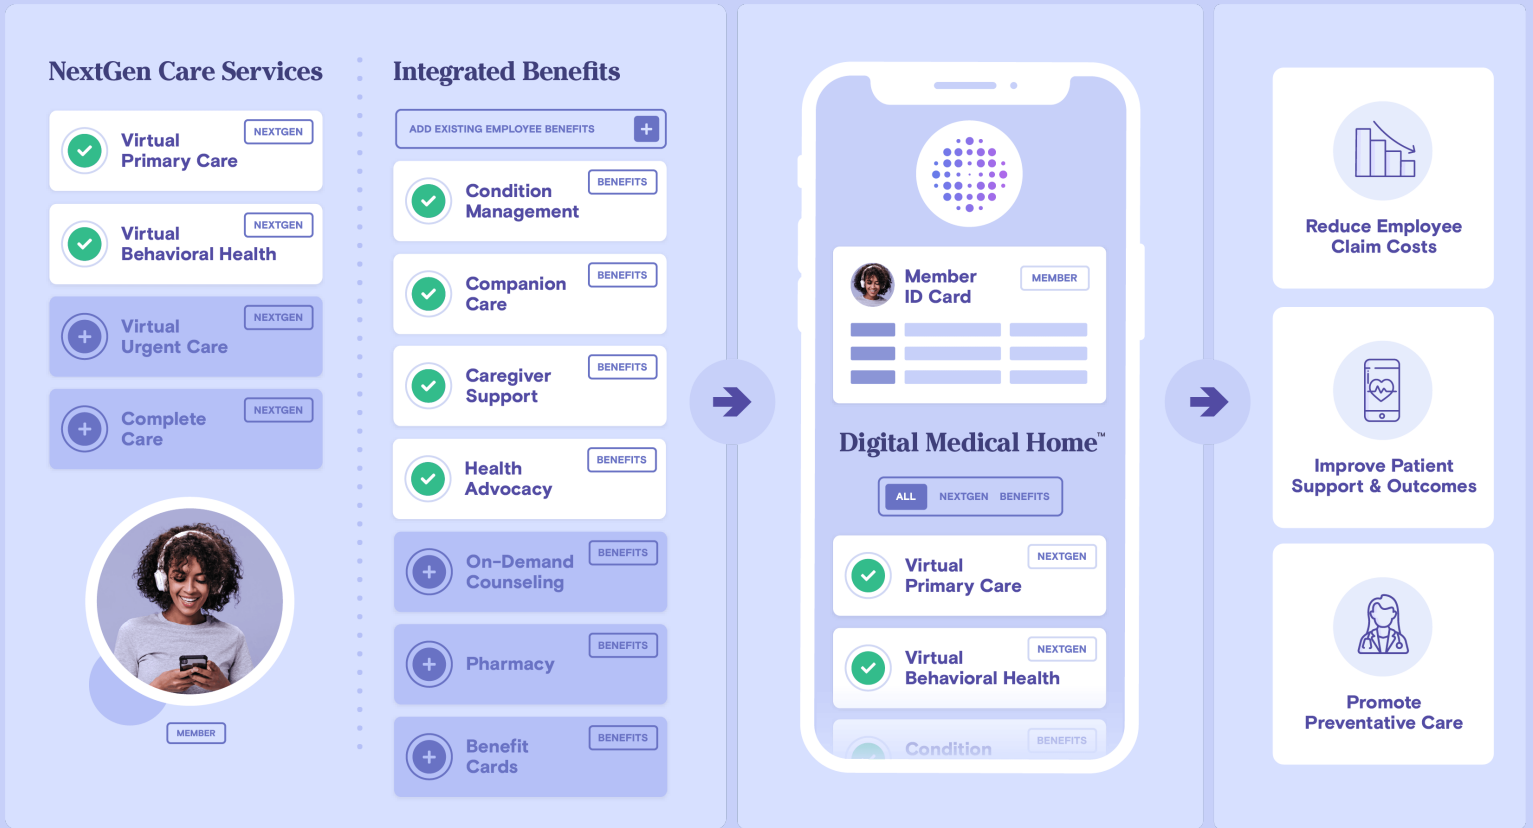 NextGen Care Services
NEXTGEN
Virtual
Primary Care
NEXTGEN
Virtual
Behavioral Health
NEXTGEN
Virtual
Urgent Care
NEXTGEN
Complete
Care
MEMBER
Integrated Benefits
ADD EXISTING EMPLOYEE BENEFITS
BENEFITS
Condition
Management
BENEFITS
Companion
Care
BENEFITS
Caregiver
Support
BENEFITS
Health
Advocacy
BENEFITS
On-Demand
Counseling
BENEFITS
Pharmacy
BENEFITS
Benefit
Cards
Member
ID Card
MEMBER
Digital Medical Home™
ALL NEXTGEN BENEFITS
NEXTGEN
Virtual
Primary Care
NEXTGEN
Virtual
Behavioral Health
BENEFITS
Condition
Reduce Employee
Claim Costs
Improve Patient
Support & Outcomes
Promote
Preventative Care